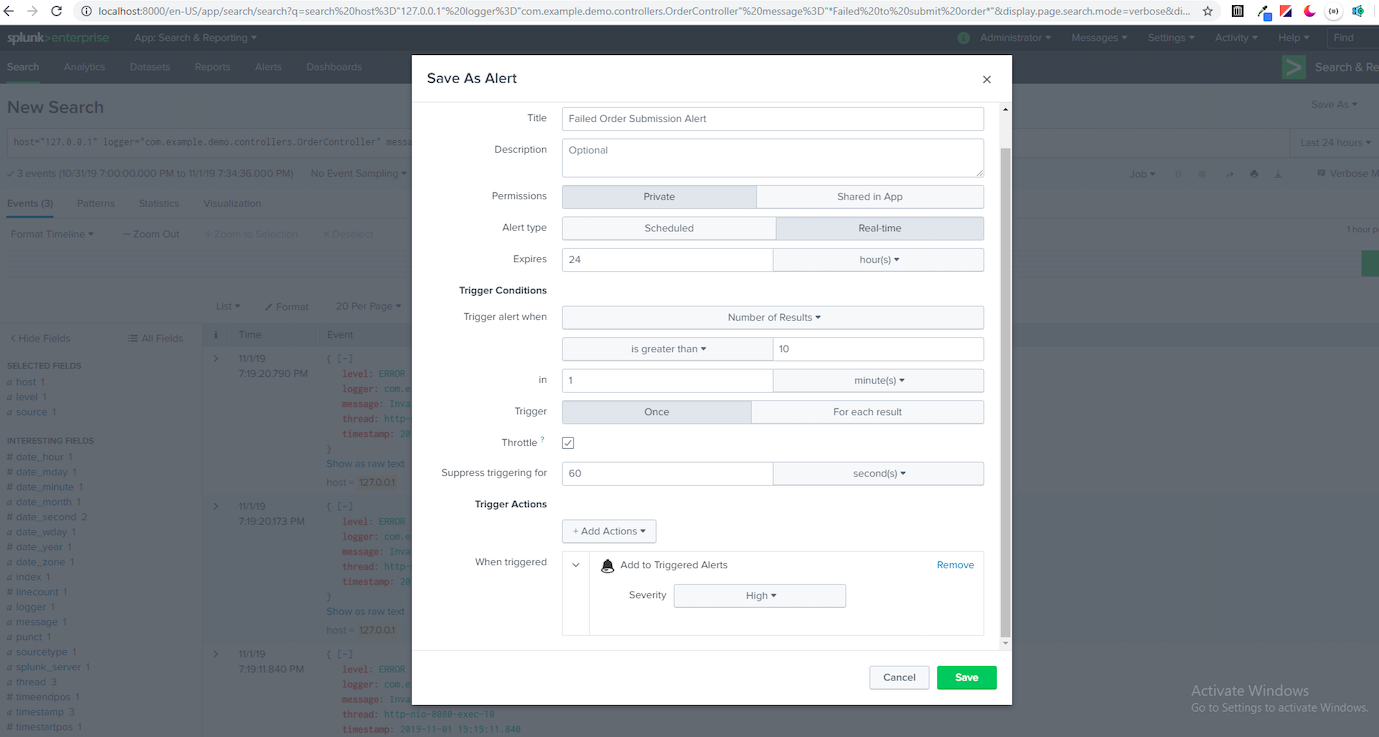 localhost:8000/en-US/app/search/search?q=search%20host%3D"127.0.0.1"%20logger%3D"com.example.demo.controllers.OrderController"%20message%3D"*Failed%20to%20submit%20order*"&display.page.search.mode=verbose&di...
splunk>enterprise App: Search & Reporting
Administrator Messages Settings Activity Help Find
Search Analytics Datasets Reports Alerts Dashboards
Search & Re
New Search
Save As
host="127.0.0.1" logger="com.example.demo.controllers.OrderController" messa
Last 24 hours
3 events (10/31/19 7:00:00.000 PM to 11/1/19 7:34:36.000 PM) No Event Sampling
Job Verbose M
Events (3) Patterns Statistics Visualization
Format Timeline – Zoom Out + Zoom to Selection × Deselect
1 hour p
List Format 20 Per Page
< Hide Fields All Fields
i Time Event
SELECTED FIELDS
a host 1
a level 1
a source 1
INTERESTING FIELDS
# date_hour 1
# date_mday 1
# date_minute 1
a date_month 1
# date_second 2
a date_wday 1
# date_year 1
a date_zone 1
a index 1
# linecount 1
a logger 1
a message 1
a punct 1
a sourcetype 1
a splunk_server 1
a thread 3
# timeendpos 1
a timestamp 3
# timestartpos 1
> 11/1/19
7:19:20.790 PM
{ [-]
level: ERROR
logger: com.e
message: Inva
thread: http-
timestamp: 20
}
Show as raw text
host = 127.0.0.1
> 11/1/19
7:19:20.173 PM
{ [-]
level: ERROR
logger: com.e
message: Inva
thread: http-
timestamp: 20
}
Show as raw text
host = 127.0.0.1
> 11/1/19
7:19:11.840 PM
{ [-]
level: ERROR
logger: com.e
message: Inva
thread: http-nio-8080-exec-10
timestamp: 2019-11-01 19:19:11.840
Save As Alert
Title Failed Order Submission Alert
Description Optional
Permissions Private Shared in App
Alert type Scheduled Real-time
Expires 24 hour(s)
Trigger Conditions
Trigger alert when Number of Results
is greater than 10
in 1 minute(s)
Trigger Once For each result
Throttle ?
Suppress triggering for 60 second(s)
Trigger Actions
+ Add Actions
When triggered Add to Triggered Alerts Remove
Severity High
Cancel Save
Activate Windows
Go to Settings to activate Windows.